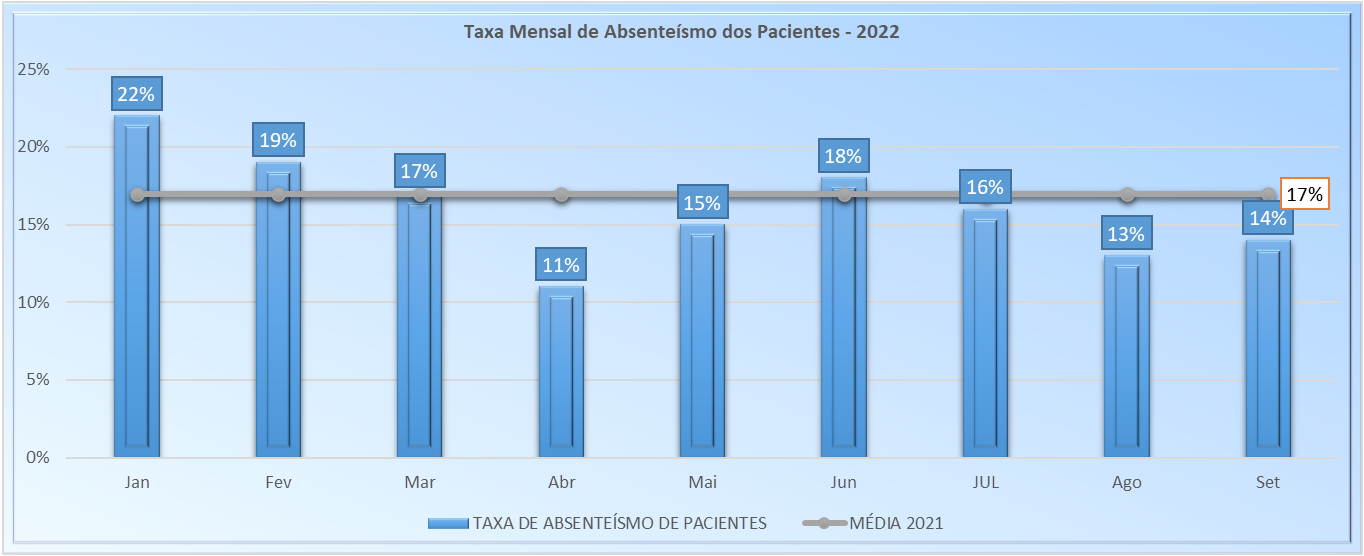 Taxa Mensal de Absenteísmo dos Pacientes - 2022
25%
20%
15%
10%
5%
0%
22%
19%
17%
11%
15%
18%
16%
13%
14%
17%
Jan
Fev
Mar
Abr
Mai
Jun
JUL
Ago
Set
TAXA DE ABSENTEÍSMO DE PACIENTES
MÉDIA 2021